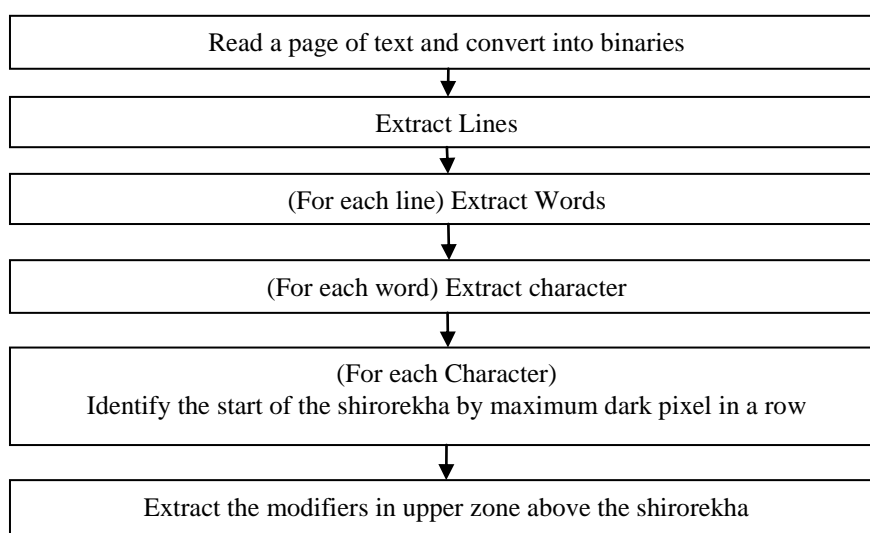 Read a page of text and convert into binaries
Extract Lines
(For each line) Extract Words
(For each word) Extract character
(For each Character)
Identify the start of the shirorekha by maximum dark pixel in a row
Extract the modifiers in upper zone above the shirorekha